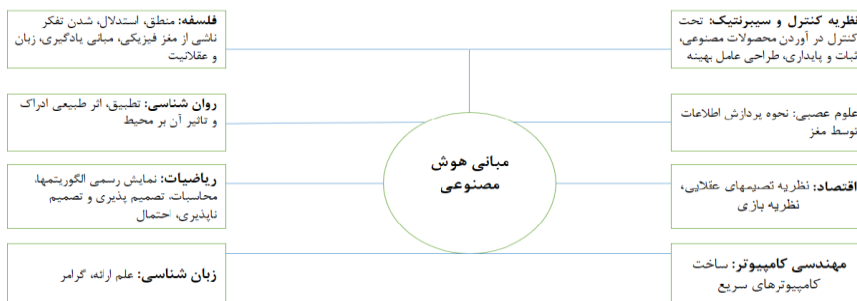 نظریه کنترل و سیبرنتیک: تحت
کنترل در آوردن محصولات مصنوعی،
ثبات و پایداری، طراحی عامل بهینه
علوم عصبی: نحوه پردازش اطلاعات
توسط مغز
اقتصاد: نظریه تصیمهای عقلایی،
نظریه بازی
مهندسی کامپیوتر: ساخت
کامپیوترهای سریع
مبانی هوش
مصنوعی
فلسفه: منطق، استدلال، شدن تفکر
ناشی از مغز فیزیکی، مبانی یادگیری، زبان
و عقلانیت
روان شناسی: تطبیق، اثر طبیعی ادراک
و تاثیر آن بر محیط
ریاضیات: نمایش رسمی الگوریتمها،
محاسبات، تصمیم پذیری و تصمیم
ناپذیری، احتمال
زبان شناسی: علم ارائه، گرامر